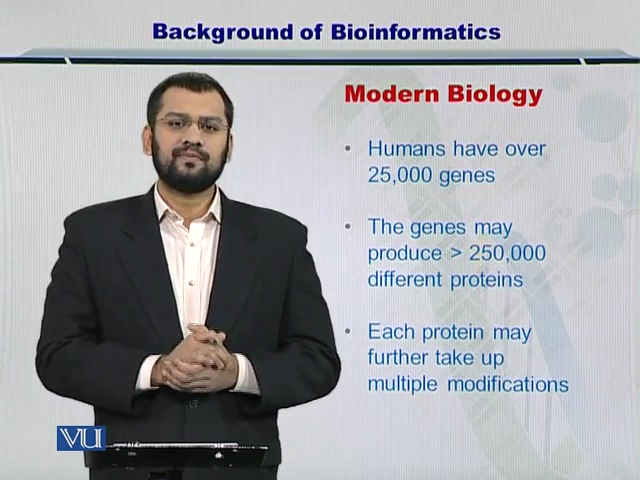 Background of Bioinformatics
Modern Biology
• Humans have over
25,000 genes
• The genes may
produce > 250,000
different proteins
• Each protein may
further take up
multiple modifications
VU